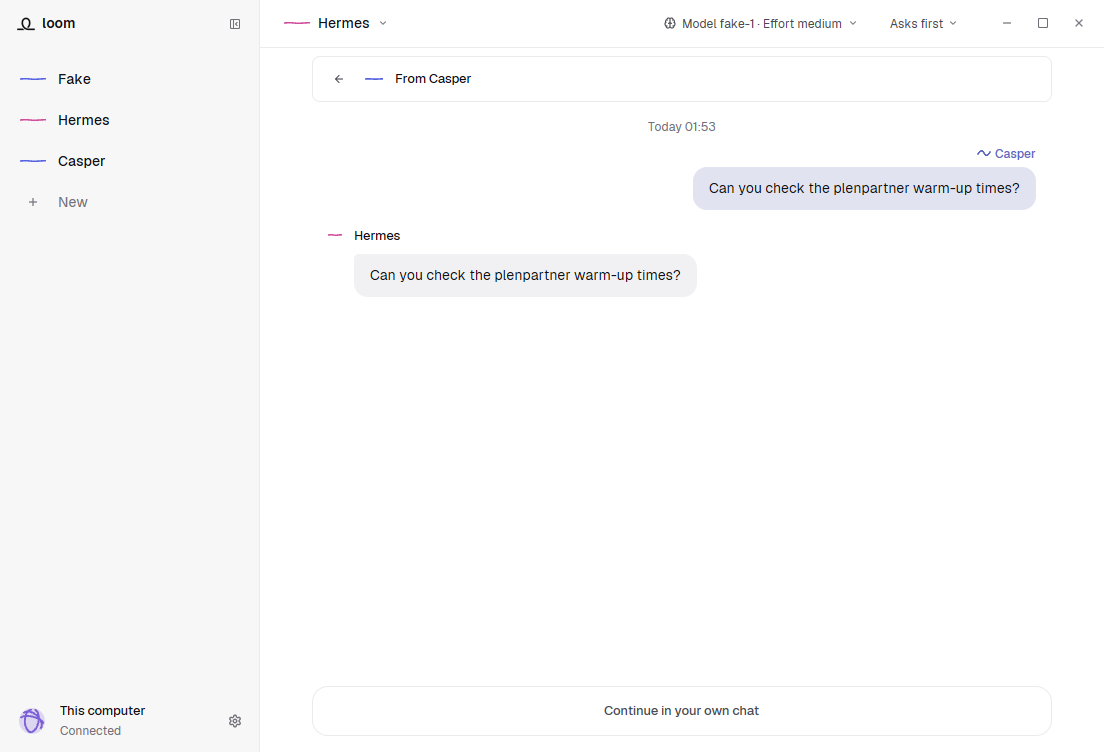 loom
Fake
Hermes
Casper
New
This computer
Connected
Hermes
Model fake-1 · Effort medium
Asks first
From Casper
Today 01:53
Casper
Can you check the plenpartner warm-up times?
Hermes
Can you check the plenpartner warm-up times?
Continue in your own chat